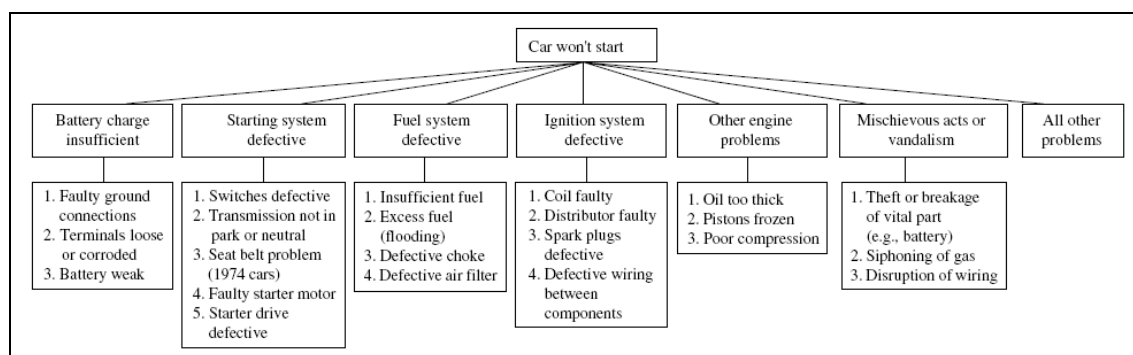 Car won't start
Battery charge
insufficient
Starting system
defective
Fuel system
defective
Ignition system
defective
Other engine
problems
Mischievous acts or
vandalism
All other
problems
1. Faulty ground
connections
2. Terminals loose
or corroded
3. Battery weak
1. Switches defective
2. Transmission not in
park or neutral
3. Seat belt problem
(1974 cars)
4. Faulty starter motor
5. Starter drive
defective
1. Insufficient fuel
2. Excess fuel
(flooding)
3. Defective choke
4. Defective air filter
1. Coil faulty
2. Distributor faulty
3. Spark plugs
defective
4. Defective wiring
between
components
1. Oil too thick
2. Pistons frozen
3. Poor compression
1. Theft or breakage
of vital part
(e.g., battery)
2. Siphoning of gas
3. Disruption of wiring